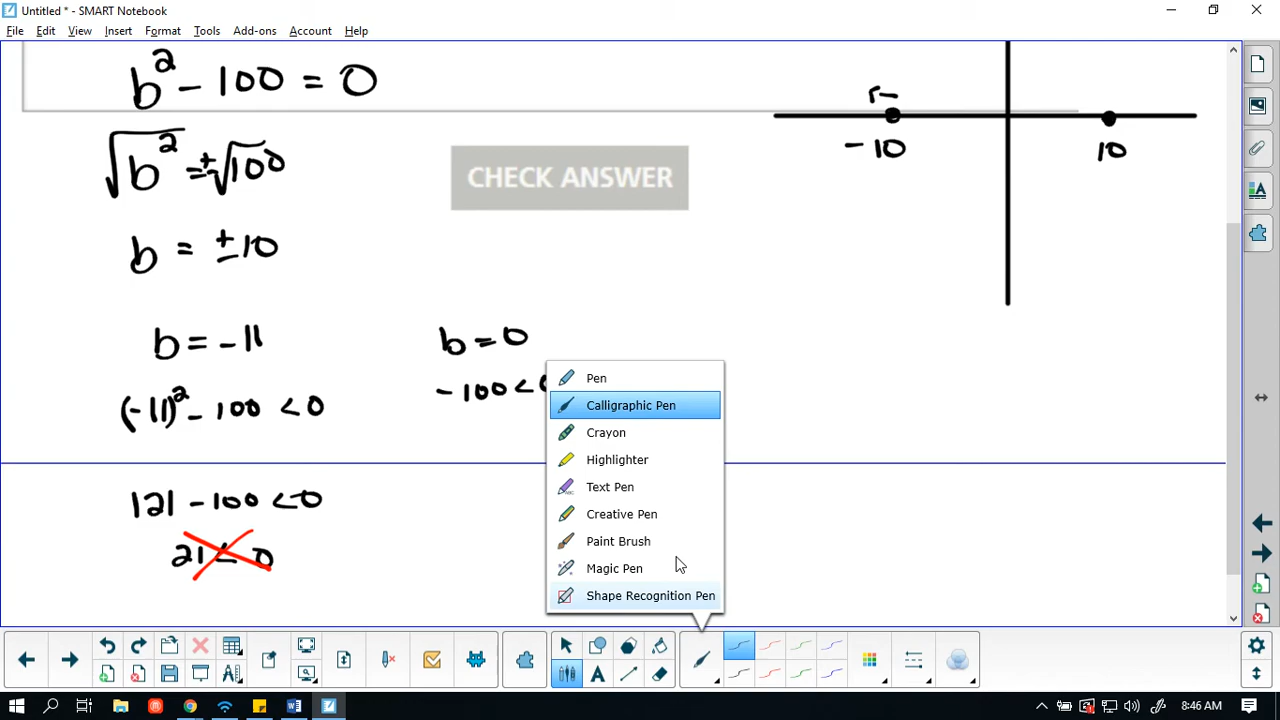 Untitled * - SMART Notebook
File Edit View Insert Format Tools Add-ons Account Help
b² - 100 = 0
√b² = ±√100
b = ±10
CHECK ANSWER
-10
10
b = -11
(-11)² - 100 < 0
b = 0
-100 < 0
121 - 100 < 0
21 < 0
Pen
Calligraphic Pen
Crayon
Highlighter
Text Pen
Creative Pen
Paint Brush
Magic Pen
Shape Recognition Pen
A
8:46 AM